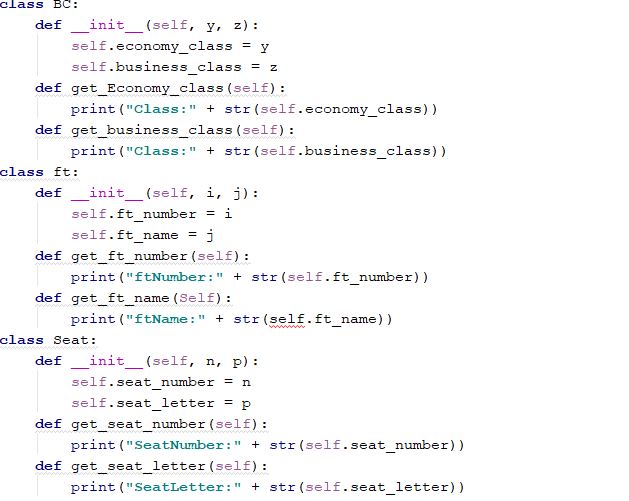 class BC:
    def __init__(self, y, z):
        self.economy_class = y
        self.business_class = z
    def get_Economy_class(self):
        print("Class:" + str(self.economy_class))
    def get_business_class(self):
        print("Class:" + str(self.business_class))
class ft:
    def __init__(self, i, j):
        self.ft_number = i
        self.ft_name = j
    def get_ft_number(self):
        print("ftNumber:" + str(self.ft_number))
    def get_ft_name(Self):
        print("ftName:" + str(self.ft_name))
class Seat:
    def __init__(self, n, p):
        self.seat_number = n
        self.seat_letter = p
    def get_seat_number(self):
        print("SeatNumber:" + str(self.seat_number))
    def get_seat_letter(self):
        print("SeatLetter:" + str(self.seat_letter))